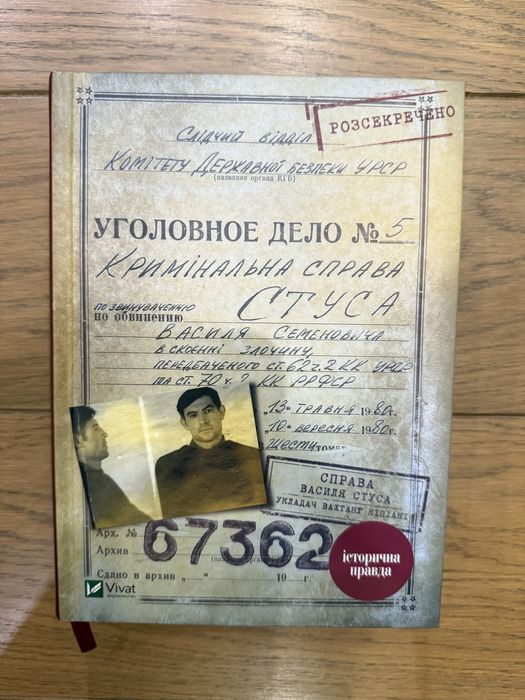 РОЗСЕКРЕЧЕНО
Слідчий відділ
Комітету Державної безпеки УРСР
(название органа КГБ)
УГОЛОВНОЕ ДЕЛО № 5
Кримінальна справа
по звинуваченню
по обвинению
Стуса
Василя Семеновича
в скоєнні злочину,
передбаченого ст. 62 ч. 2 КК УРСР
та ст. 70 ч. 2 КК РРФСР
„13" травня 1980 г.
„10" вересня 1980 г.
в шести томах
СПРАВА
ВАСИЛЯ СТУСА
УКЛАДАЧ ВАХТАНГ КІПІАНІ
Арх. №
67362
Архив
Сдано в архив „ “ 19 г.
історична
правда
Vivat